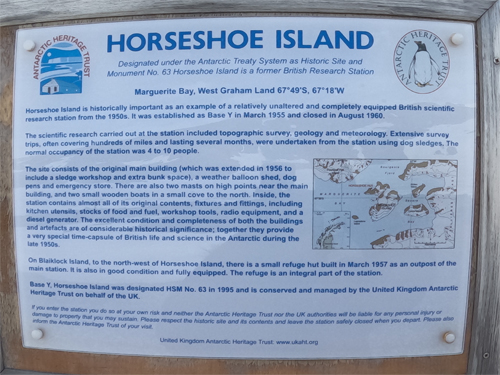 ANTARCTIC HERITAGE TRUST
HORSESHOE ISLAND
ANTARCTIC HERITAGE TRUST
Designated under the Antarctic Treaty System as Historic Site and
Monument No. 63 Horseshoe Island is a former British Research Station
Marguerite Bay, West Graham Land 67°49'S, 67°18'W
Horseshoe Island is historically important as an example of a relatively unaltered and completely equipped British scientific
research station from the 1950s. It was established as Base Y in March 1955 and closed in August 1960.
The scientific research carried out at the station included topographic survey, geology and meteorology. Extensive survey
trips, often covering hundreds of miles and lasting several months, were undertaken from the station using dog sledges. The
normal occupancy of the station was 4 to 10 people.
The site consists of the original main building (which was extended in 1956 to
include a sledge workshop and extra bunk space), a weather balloon shed, dog
pens and emergency store. There are also two masts on high points near the main
building, and two small wooden boats in a small cove to the north. Inside, the
station contains almost all of its original contents, fixtures and fittings, including
kitchen utensils, stocks of food and fuel, workshop tools, radio equipment, and a
diesel generator. The excellent condition and completeness of both the buildings
and artefacts are of considerable historical significance; together they provide
a very special time-capsule of British life and science in the Antarctic during the
late 1950s.
On Blaiklock Island, to the north-west of Horseshoe Island, there is a small refuge hut built in March 1957 as an outpost of the
main station. It is also in good condition and fully equipped. The refuge is an integral part of the station.
Base Y, Horseshoe Island was designated HSM No. 63 in 1995 and is conserved and managed by the United Kingdom Antarctic
Heritage Trust on behalf of the UK.
If you enter the station you do so at your own risk and neither the Antarctic Heritage Trust nor the UK authorities will be liable for any personal injury or
damage to property that you may sustain. Please respect the historic site and its contents and leave the station safely closed when you depart. Please also
inform the Antarctic Heritage Trust of your visit.
United Kingdom Antarctic Heritage Trust: www.ukaht.org